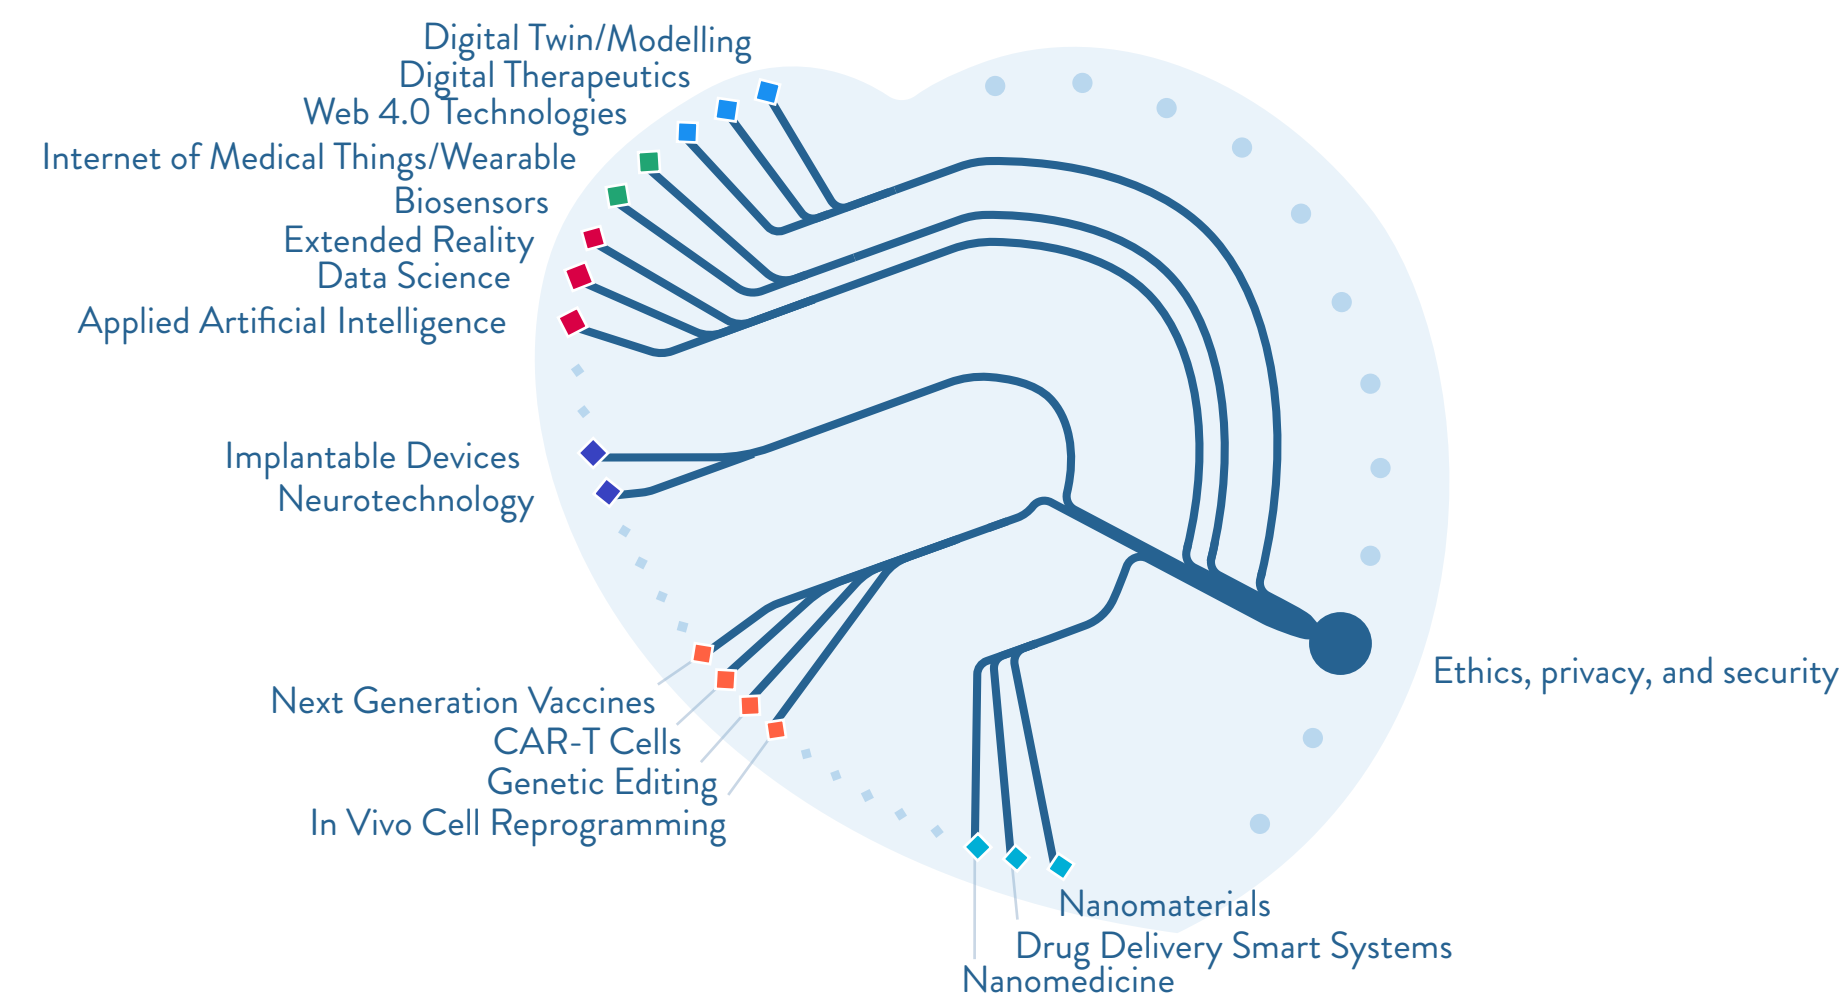 Digital Twin/Modelling
Digital Therapeutics
Web 4.0 Technologies
Internet of Medical Things/Wearable
Biosensors
Extended Reality
Data Science
Applied Artificial Intelligence
Implantable Devices
Neurotechnology
Ethics, privacy, and security
Next Generation Vaccines
CAR-T Cells
Genetic Editing
In Vivo Cell Reprogramming
Nanomaterials
Drug Delivery Smart Systems
Nanomedicine